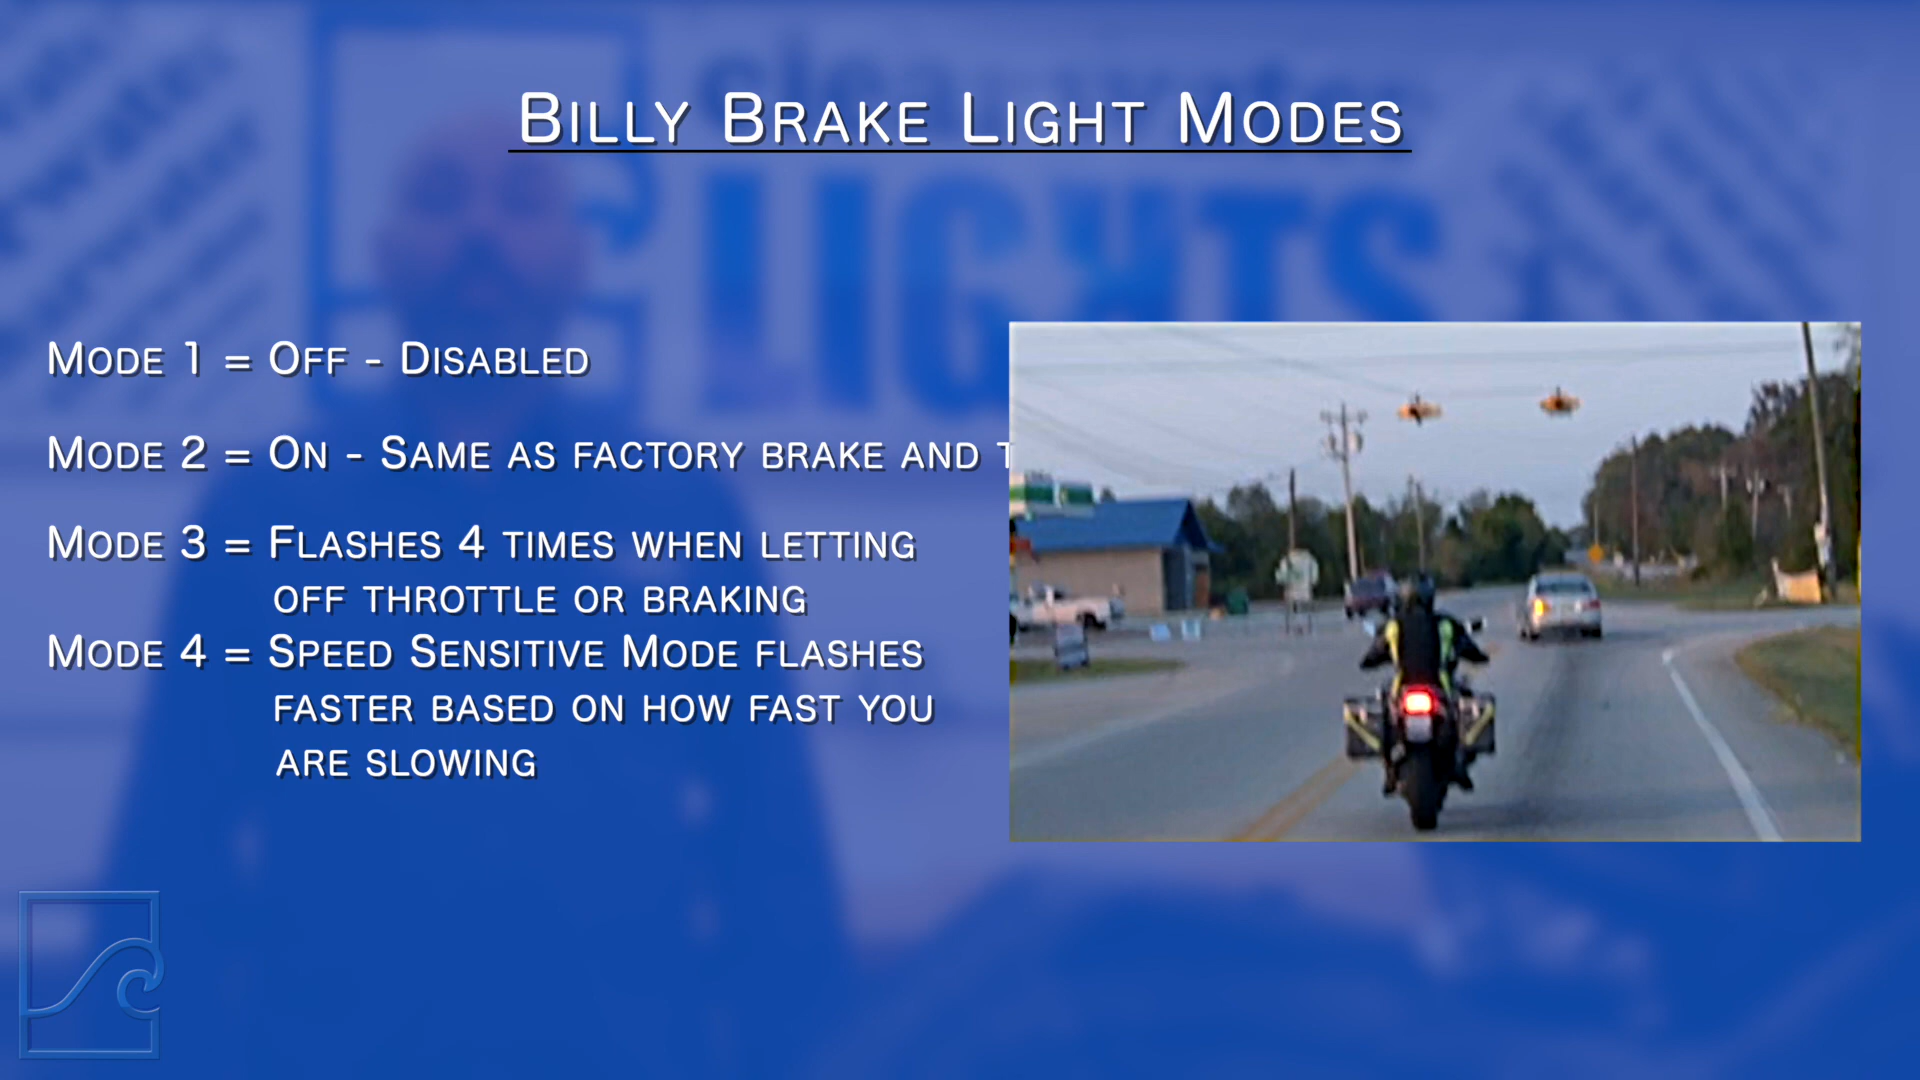 Billy Brake Light Modes
clearwater
LIGHTS
Mode 1 = Off - Disabled
Mode 2 = On - Same as factory brake and
Mode 3 = Flashes 4 times when letting
off throttle or braking
Mode 4 = Speed Sensitive Mode flashes
faster based on how fast you
are slowing